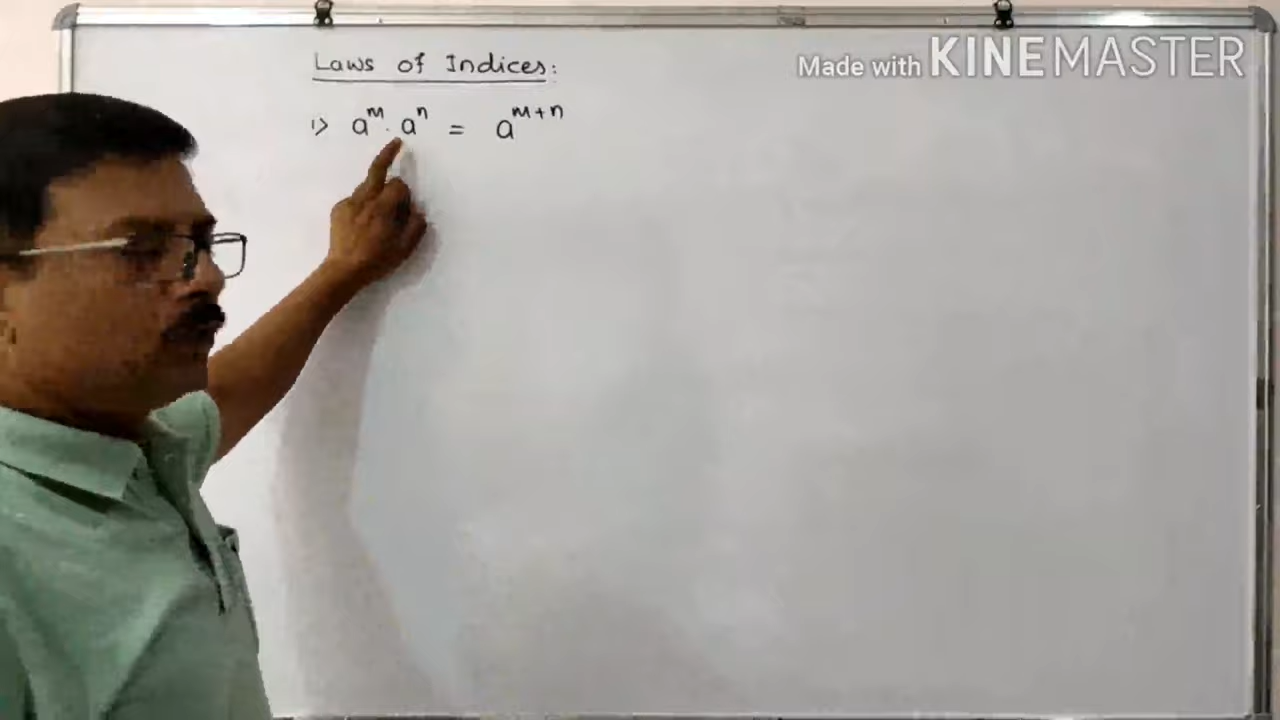 Laws of Indices:
Made with KINEMASTER
1> a^m · a^n = a^{m+n}